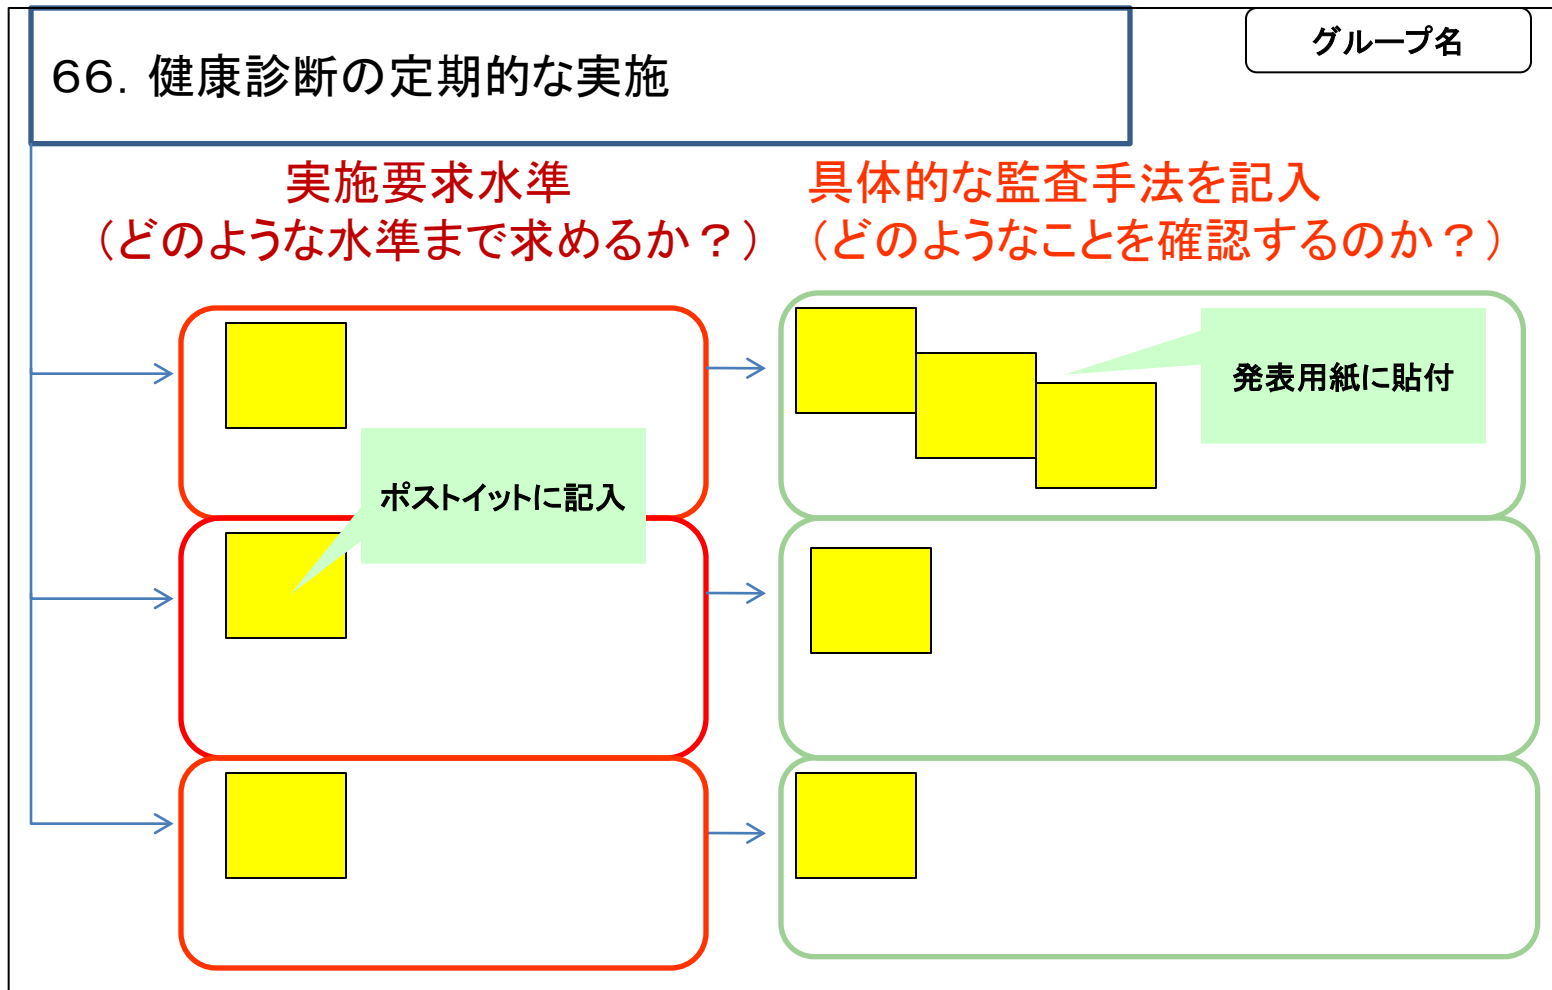 グループ名
６６．健康診断の定期的な実施
実施要求水準
（どのような水準まで求めるか？）
具体的な監査手法を記入
（どのようなことを確認するのか？）
発表用紙に貼付
ポストイットに記入